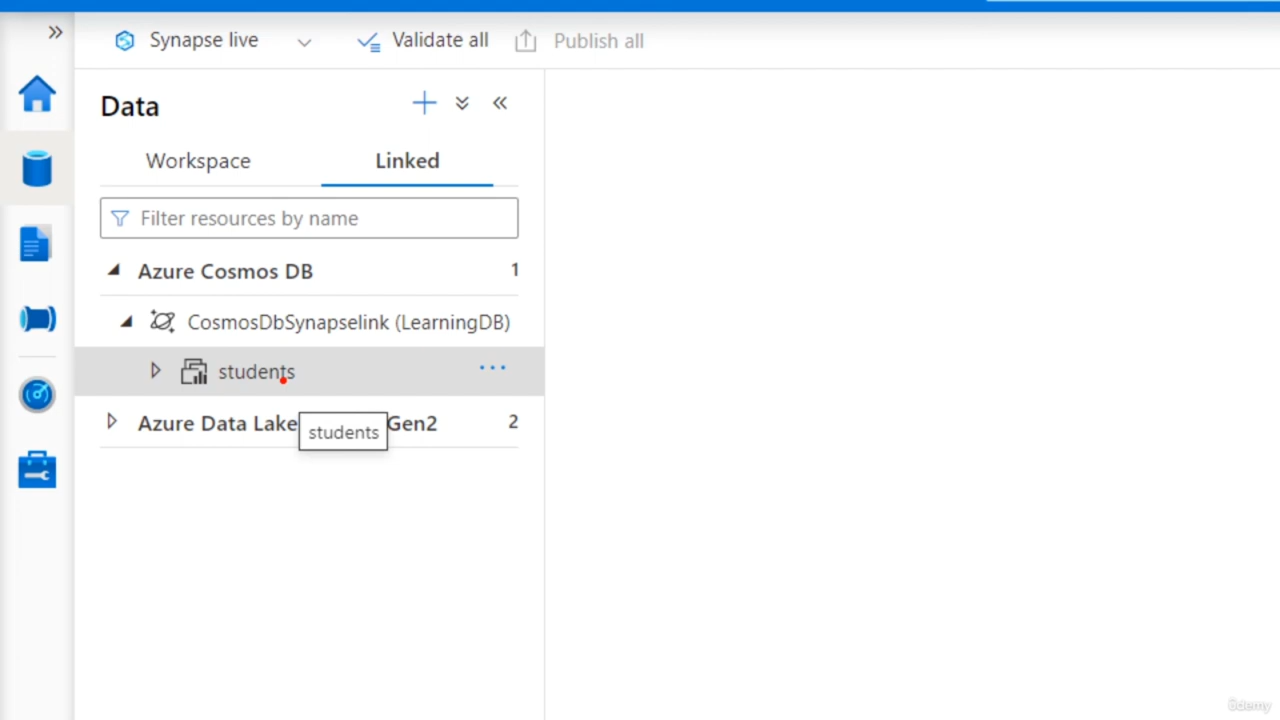 Synapse live
Validate all
Publish all
Data
Workspace
Linked
Filter resources by name
Azure Cosmos DB 1
CosmosDbSynapselink (LearningDB)
students
Azure Data Lake Gen2 2
students
ûdemy